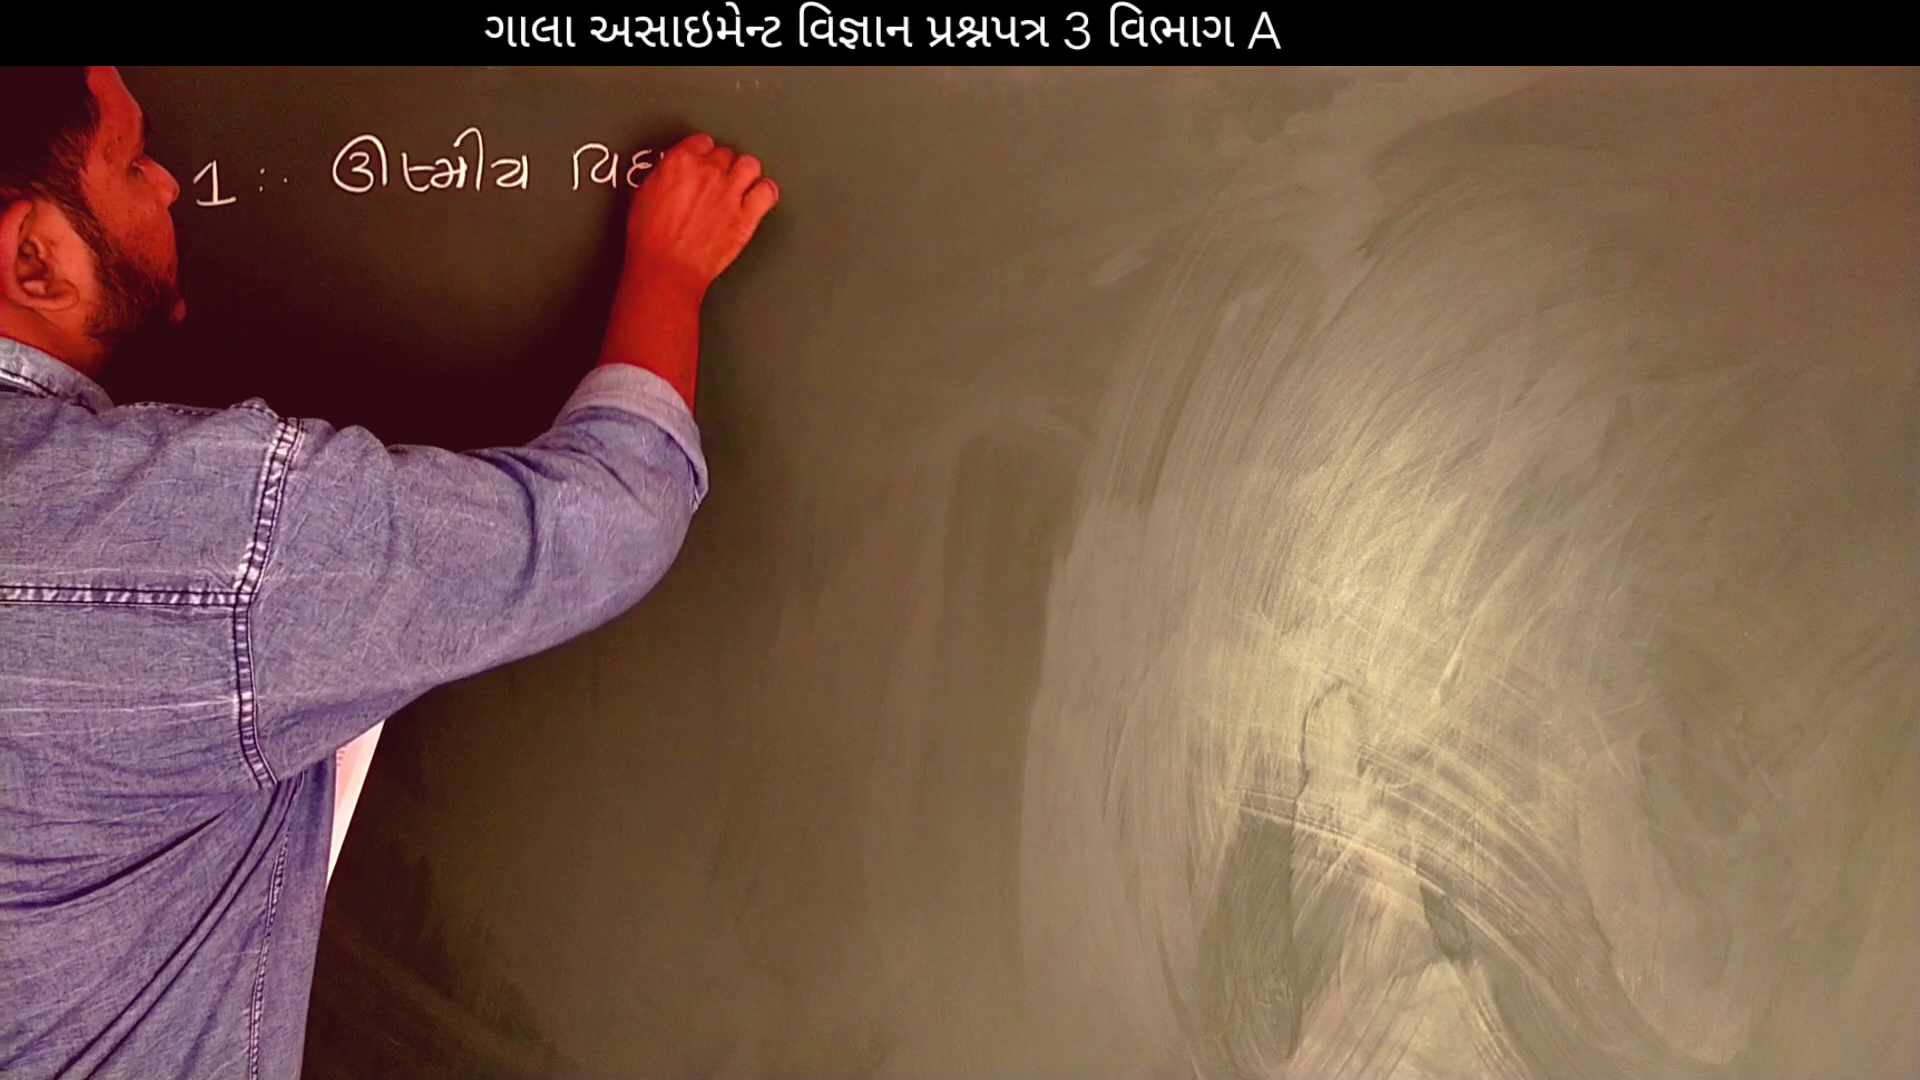 ગાલા અસાઇમેન્ટ વિજ્ઞાન પ્રશ્નપત્ર 3 વિભાગ A
1:. ઊષ્મીય